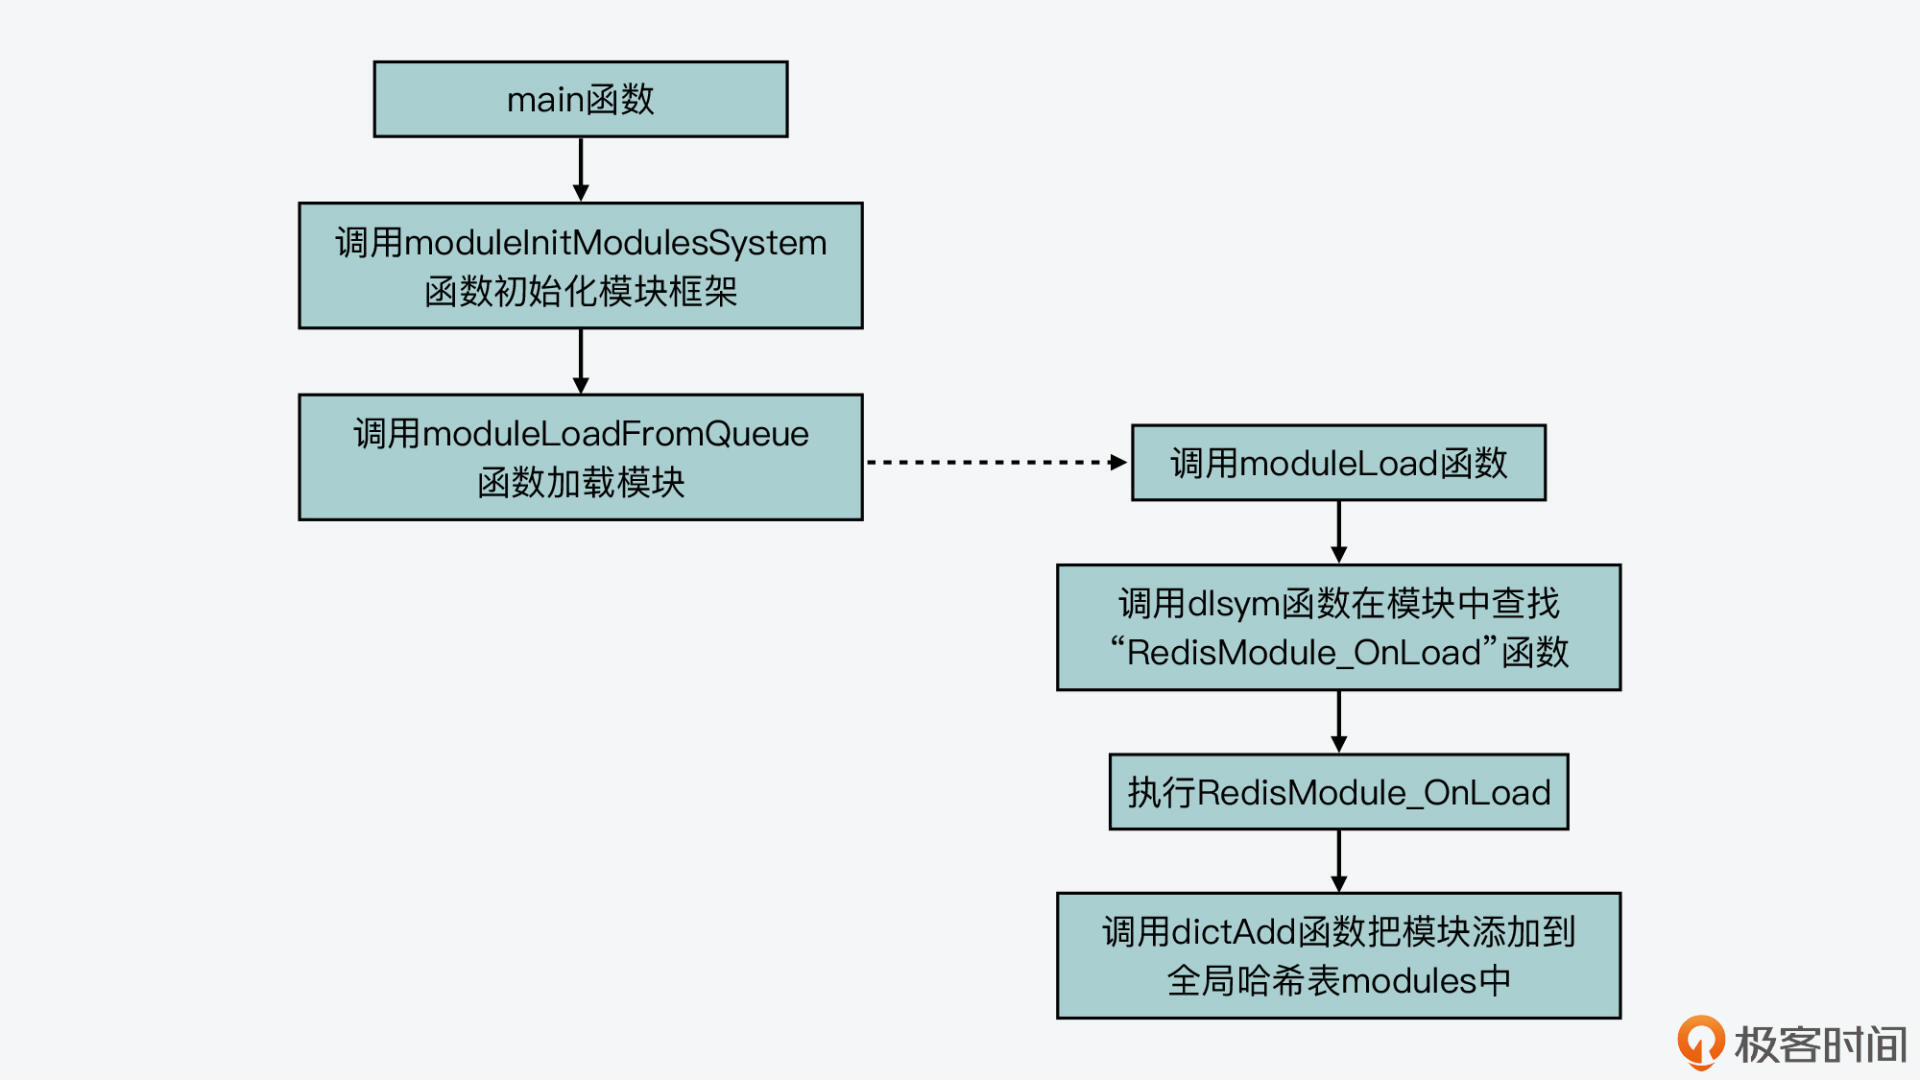 main函数
调用moduleInitModulesSystem
函数初始化模块框架
调用moduleLoadFromQueue
函数加载模块
调用moduleLoad函数
调用dlsym函数在模块中查找
“RedisModule_OnLoad”函数
执行RedisModule_OnLoad
调用dictAdd函数把模块添加到
全局哈希表modules中
极客时间